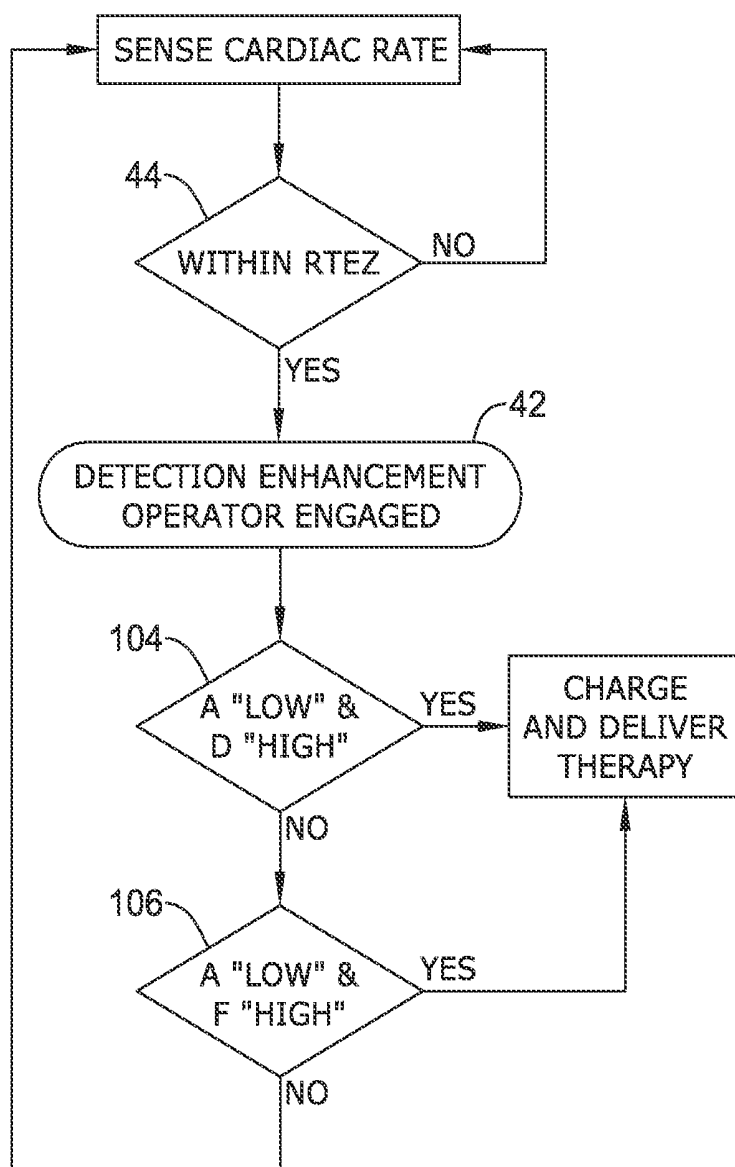 SENSE CARDIAC RATE
44
WITHIN RTEZ
NO
YES
42
DETECTION ENHANCEMENT
OPERATOR ENGAGED
104
A "LOW" &
D "HIGH"
YES
CHARGE
AND DELIVER
THERAPY
NO
106
A "LOW" &
F "HIGH"
YES
NO